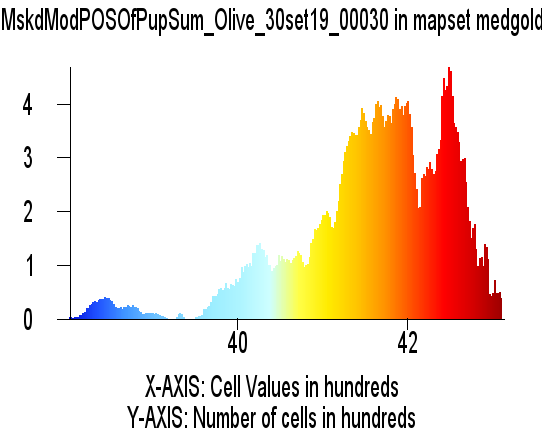 MskdModPOSOfPupSum_Olive_30set19_00030 in mapset medgold
4
3
2
1
0
40 42
X-AXIS: Cell Values in hundreds
Y-AXIS: Number of cells in hundreds